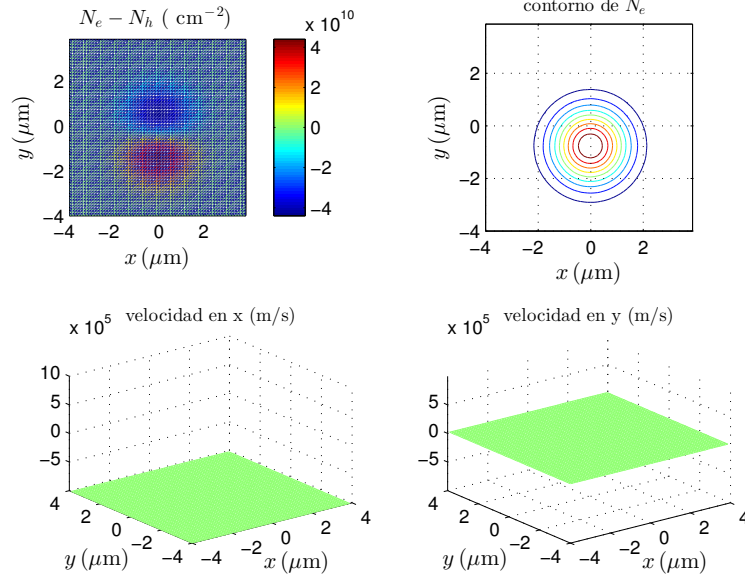 N_e − N_h ( cm^−2)
x 10^10
4
2
0
−2
−4
2
0
−2
−4
−4 −2 0 2
y (μm)
x (μm)
contorno de N_e
4
2
0
−2
−4
−4 −2 0 2
y (μm)
x (μm)
velocidad en x (m/s)
x 10^5
10
5
0
−5
2
0
−2
−4
−4
−2
0
2
4
y (μm)
x (μm)
velocidad en y (m/s)
x 10^5
5
0
−5
2
0
−2
−4
−4
−2
0
2
4
y (μm)
x (μm)